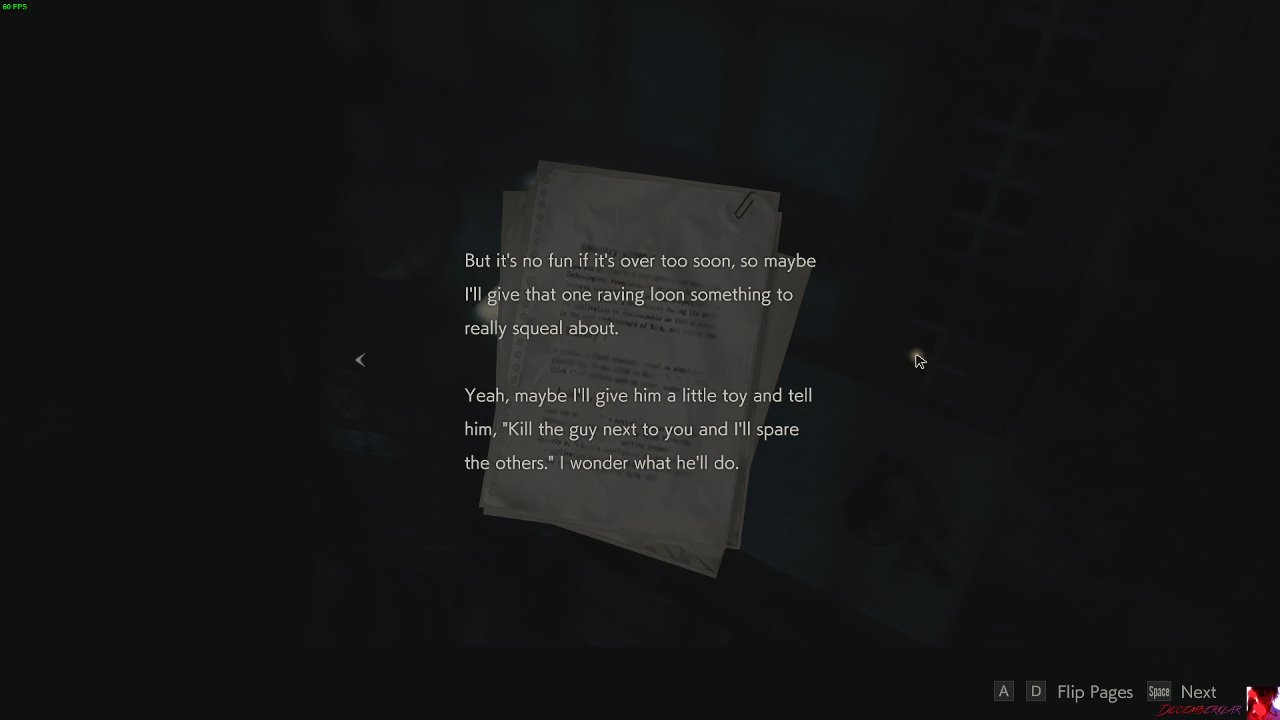 60 FPS
But it's no fun if it's over too soon, so maybe
I'll give that one raving loon something to
really squeal about.
Yeah, maybe I'll give him a little toy and tell
him, "Kill the guy next to you and I'll spare
the others." I wonder what he'll do.
A D Flip Pages Space Next